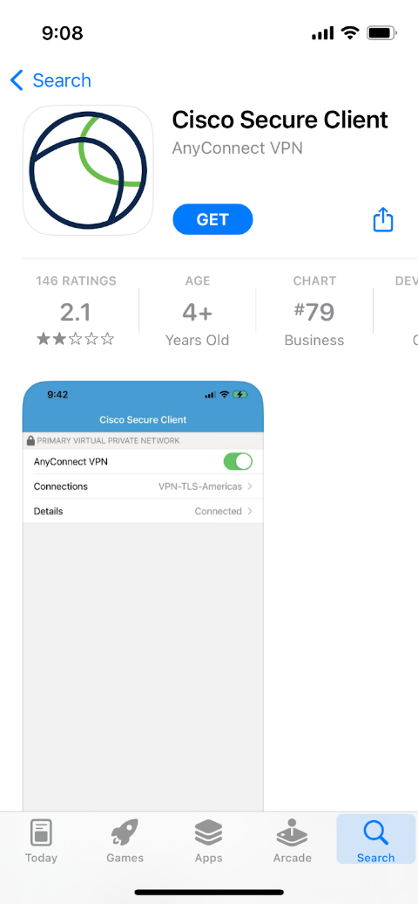 9:08
Search
Cisco Secure Client
AnyConnect VPN
GET
146 RATINGS
2.1
AGE
4+
Years Old
CHART
#79
Business
DEV
9:42
Cisco Secure Client
PRIMARY VIRTUAL PRIVATE NETWORK
AnyConnect VPN
Connections VPN-TLS-Americas
Details Connected
Today Games Apps Arcade Search